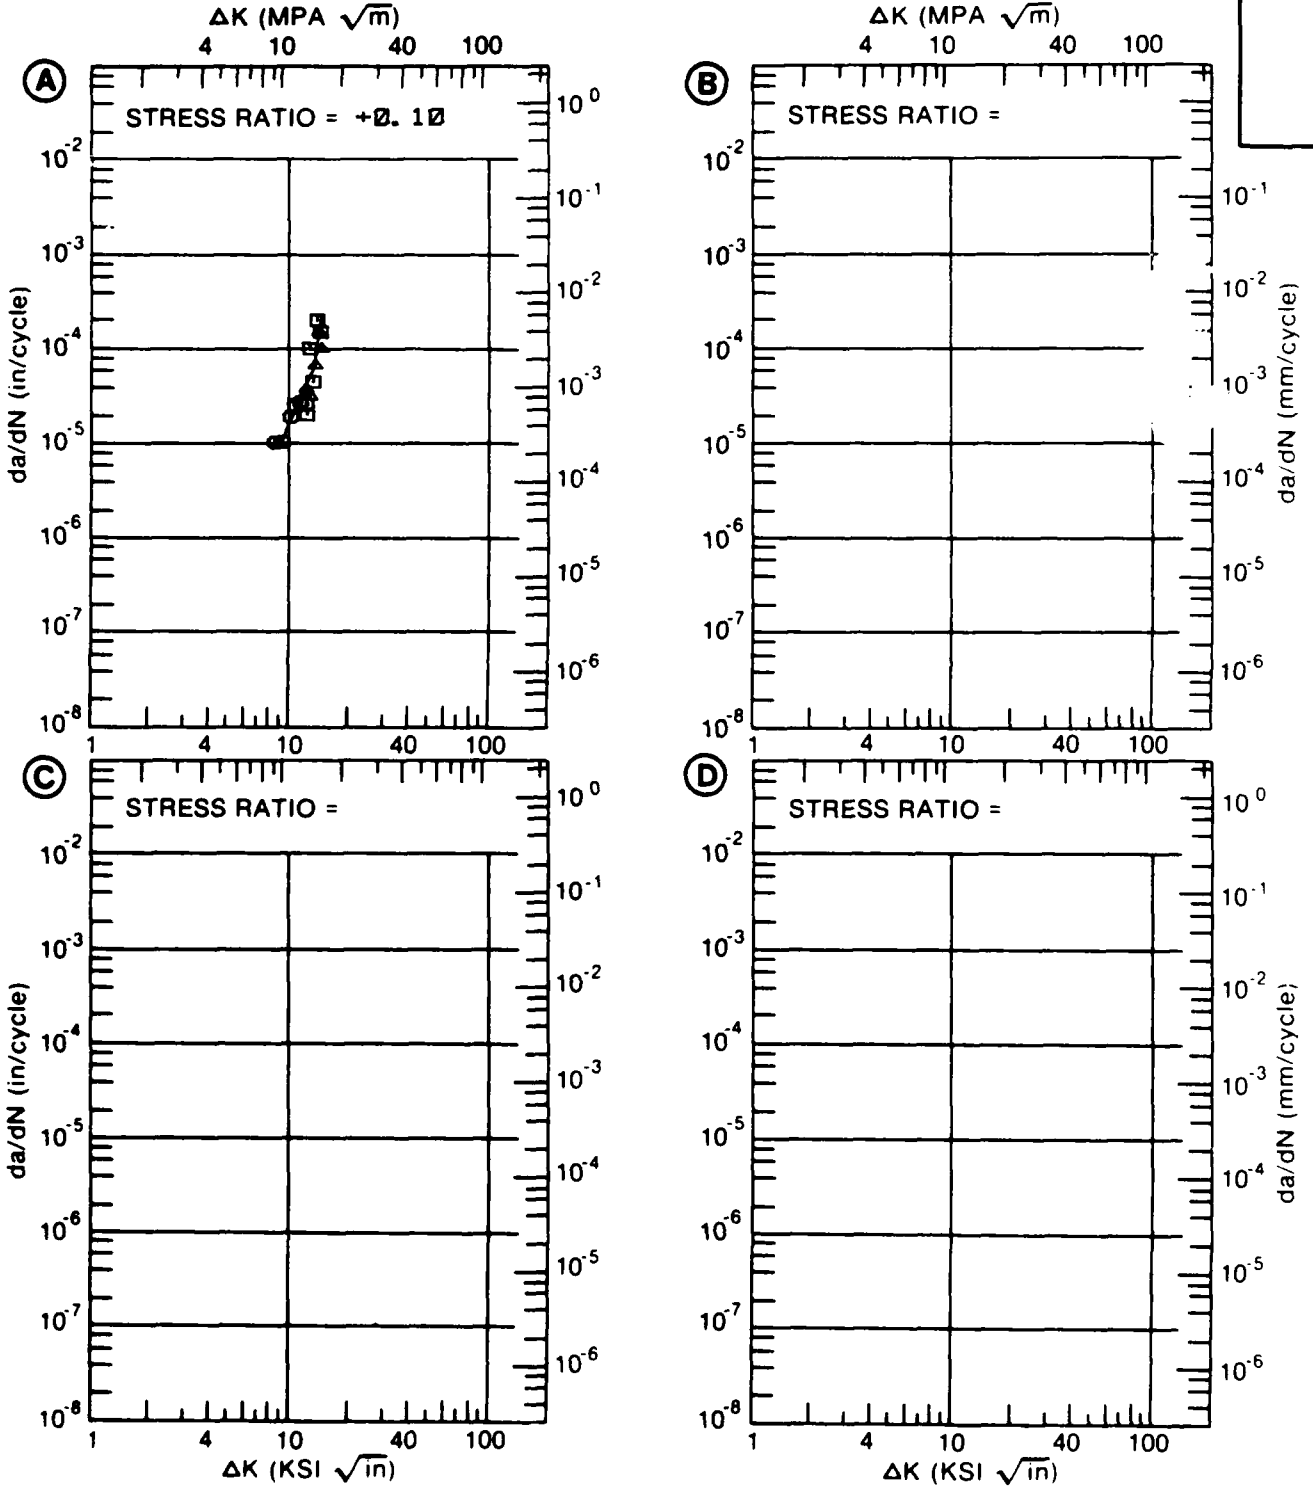 ΔK (MPA √m)
4 10 40 100
A
STRESS RATIO = +0.10
10⁰
10⁻²
10⁻¹
10⁻³
10⁻²
10⁻⁴
10⁻³
10⁻⁵
10⁻⁴
10⁻⁶
10⁻⁵
10⁻⁷
10⁻⁶
10⁻⁸
da/dN (in/cycle)
1 4 10 40 100
ΔK (MPA √m)
4 10 40 100
B
STRESS RATIO =
10⁻²
10⁻¹
10⁻³
10⁻²
10⁻⁴
10⁻³
10⁻⁵
10⁻⁴
10⁻⁶
10⁻⁵
10⁻⁷
10⁻⁶
10⁻⁸
da/dN (mm/cycle)
1 4 10 40 100
C
STRESS RATIO =
10⁰
10⁻²
10⁻¹
10⁻³
10⁻²
10⁻⁴
10⁻³
10⁻⁵
10⁻⁴
10⁻⁶
10⁻⁵
10⁻⁷
10⁻⁶
10⁻⁸
da/dN (in/cycle)
1 4 10 40 100
ΔK (KSI √in)
D
STRESS RATIO =
10⁰
10⁻²
10⁻¹
10⁻³
10⁻²
10⁻⁴
10⁻³
10⁻⁵
10⁻⁴
10⁻⁶
10⁻⁵
10⁻⁷
10⁻⁶
10⁻⁸
da/dN (mm/cycle)
1 4 10 40 100
ΔK (KSI √in)